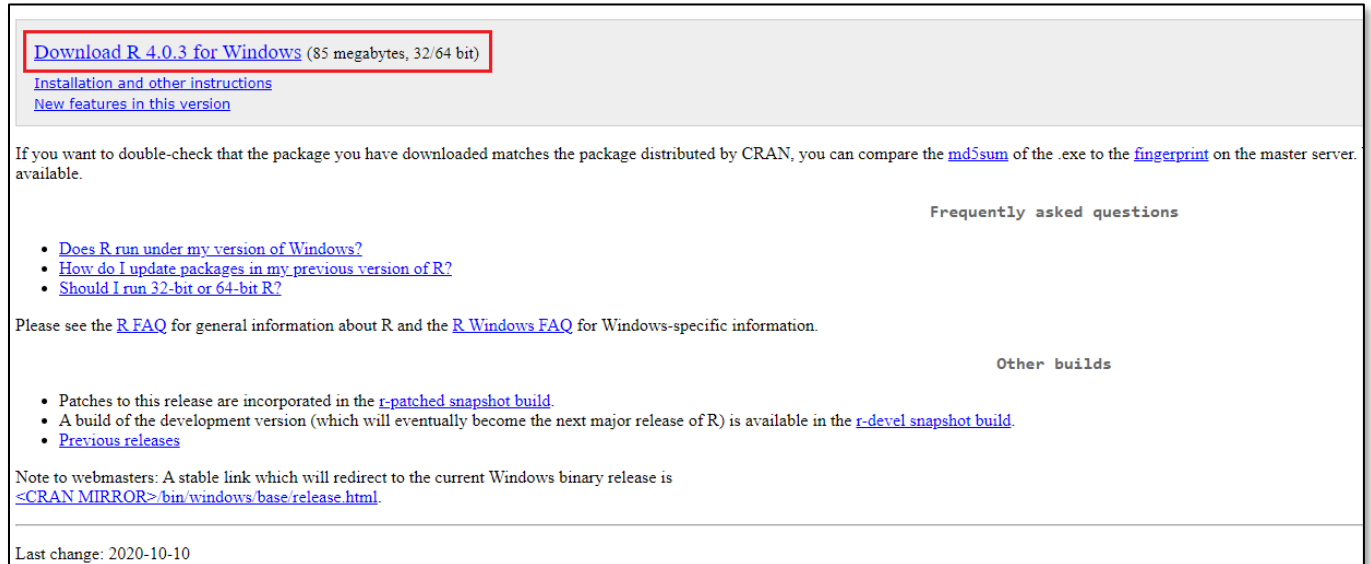 Download R 4.0.3 for Windows (85 megabytes, 32/64 bit)
Installation and other instructions
New features in this version
If you want to double-check that the package you have downloaded matches the package distributed by CRAN, you can compare the md5sum of the .exe to the fingerprint on the master server.
available.
Frequently asked questions
• Does R run under my version of Windows?
• How do I update packages in my previous version of R?
• Should I run 32-bit or 64-bit R?
Please see the R FAQ for general information about R and the R Windows FAQ for Windows-specific information.
Other builds
• Patches to this release are incorporated in the r-patched snapshot build.
• A build of the development version (which will eventually become the next major release of R) is available in the r-devel snapshot build.
• Previous releases
Note to webmasters: A stable link which will redirect to the current Windows binary release is
<CRAN MIRROR>/bin/windows/base/release.html.
Last change: 2020-10-10